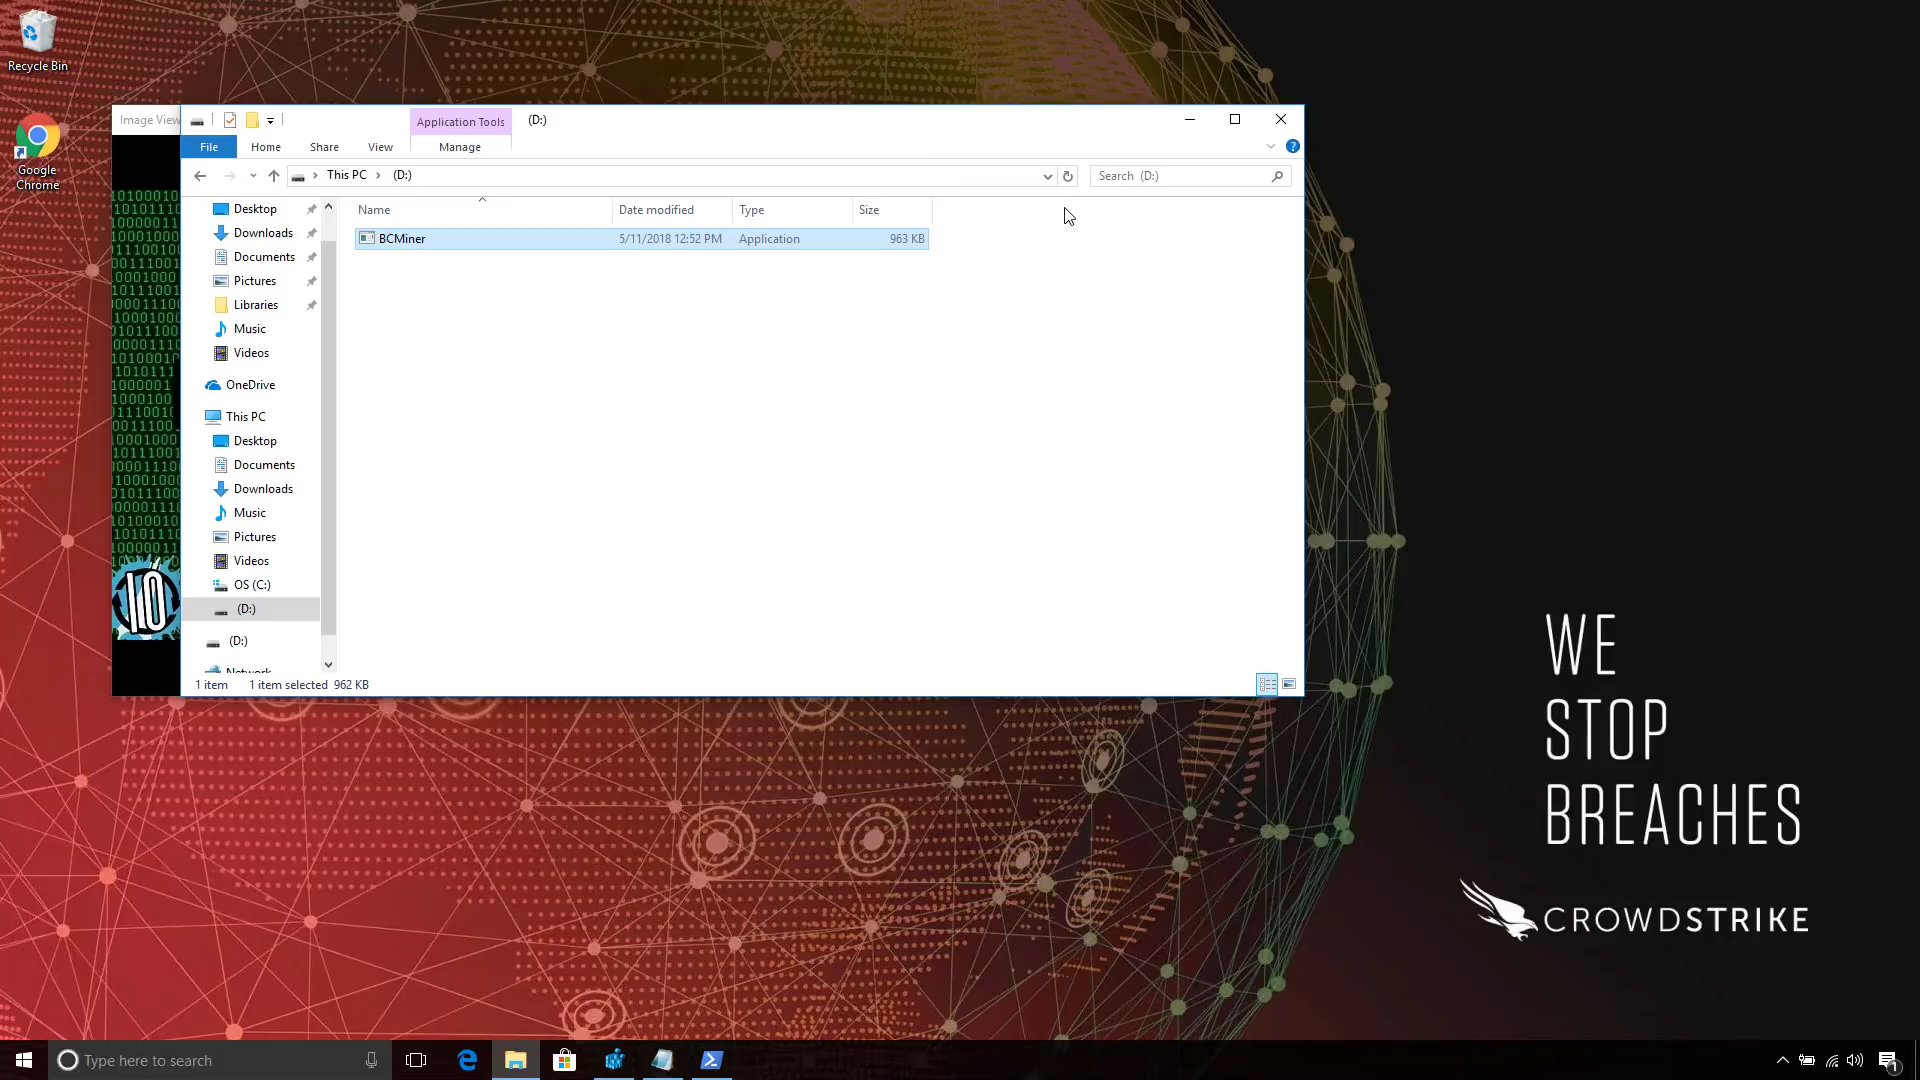 Recycle Bin
Google
Chrome
Image View
Application Tools
(D:)
File
Home
Share
View
Manage
This PC
(D:)
Search (D:)
Name
Date modified
Type
Size
BCMiner
5/11/2018 12:52 PM
Application
963 KB
Desktop
Downloads
Documents
Pictures
Libraries
Music
Videos
OneDrive
This PC
Desktop
Documents
Downloads
Music
Pictures
Videos
OS (C:)
(D:)
(D:)
Network
1 item
1 item selected 962 KB
WE
STOP
BREACHES
CROWDSTRIKE
Type here to search
1